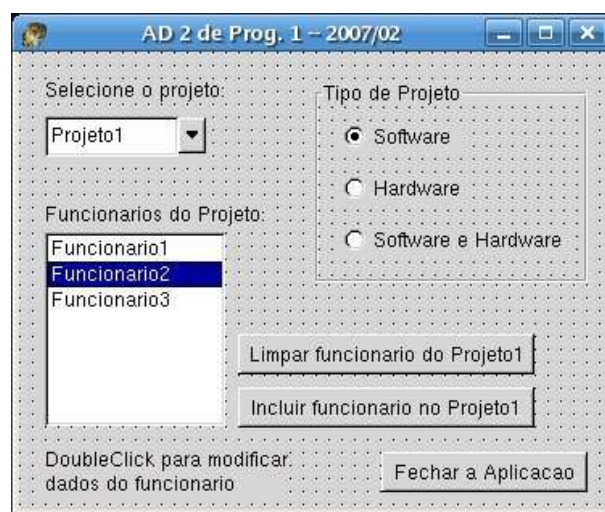 AD 2 de Prog. 1 – 2007/02
Selecione o projeto:
Projeto1
Tipo de Projeto
Software
Hardware
Software e Hardware
Funcionarios do Projeto:
Funcionario1
Funcionario2
Funcionario3
Limpar funcionario do Projeto1
Incluir funcionario no Projeto1
DoubleClick para modificar
dados do funcionario
Fechar a Aplicacao